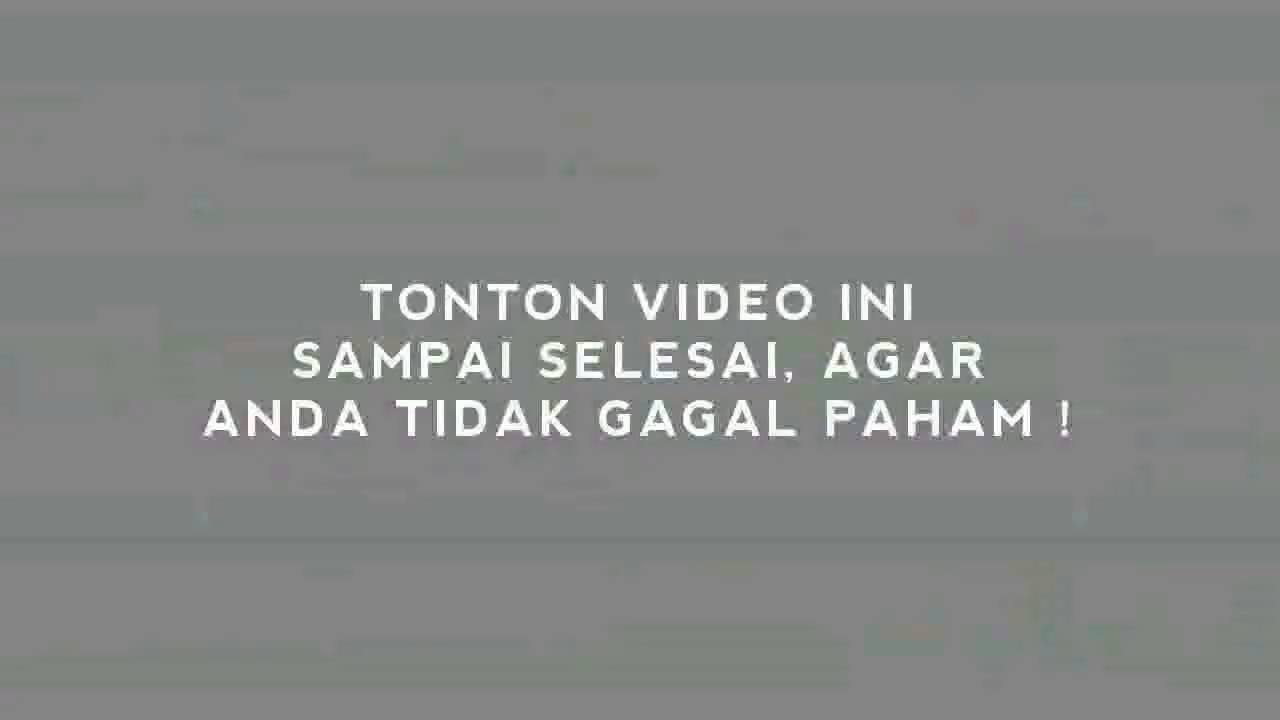 TONTON VIDEO INI
SAMPAI SELESAI, AGAR
ANDA TIDAK GAGAL PAHAM !